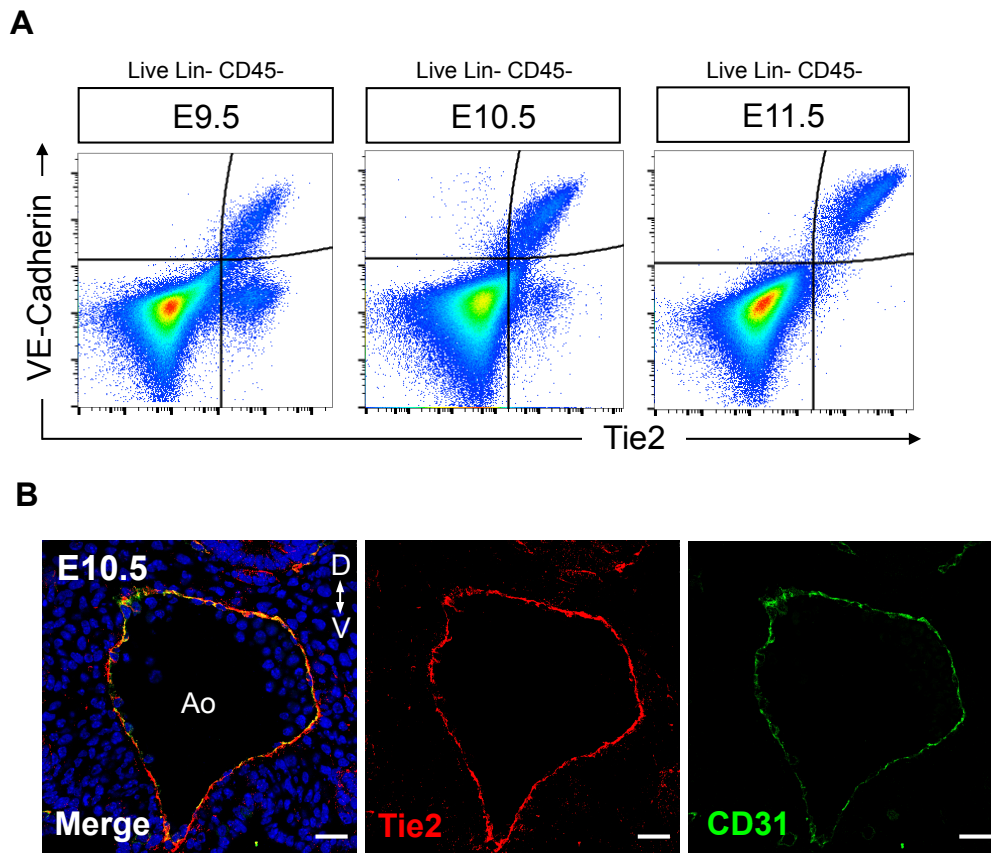 A
Live Lin- CD45-
Live Lin- CD45-
Live Lin- CD45-
E9.5
E10.5
E11.5
VE-Cadherin
Tie2
B
E10.5
D
V
Ao
Merge
Tie2
CD31